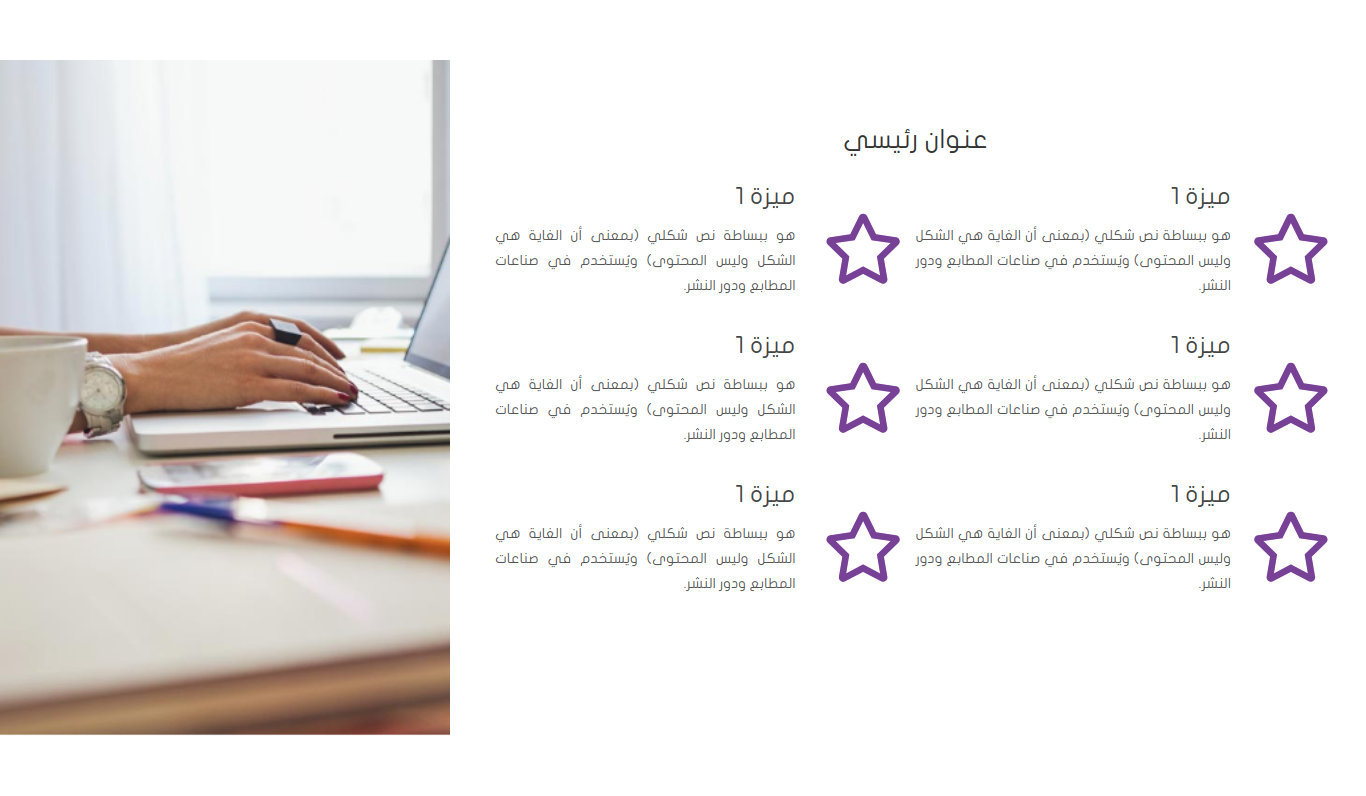 عنوان رئيسي
ميزة 1
هو ببساطة نص شكلي (بمعنى أن الغاية هي الشكل
وليس المحتوى) ويُستخدم في صناعات المطابع ودور
النشر.
ميزة 1
هو ببساطة نص شكلي (بمعنى أن الغاية هي
الشكل وليس المحتوى) ويُستخدم في صناعات
المطابع ودور النشر.
ميزة 1
هو ببساطة نص شكلي (بمعنى أن الغاية هي الشكل
وليس المحتوى) ويُستخدم في صناعات المطابع ودور
النشر.
ميزة 1
هو ببساطة نص شكلي (بمعنى أن الغاية هي
الشكل وليس المحتوى) ويُستخدم في صناعات
المطابع ودور النشر.
ميزة 1
هو ببساطة نص شكلي (بمعنى أن الغاية هي الشكل
وليس المحتوى) ويُستخدم في صناعات المطابع ودور
النشر.
ميزة 1
هو ببساطة نص شكلي (بمعنى أن الغاية هي
الشكل وليس المحتوى) ويُستخدم في صناعات
المطابع ودور النشر.